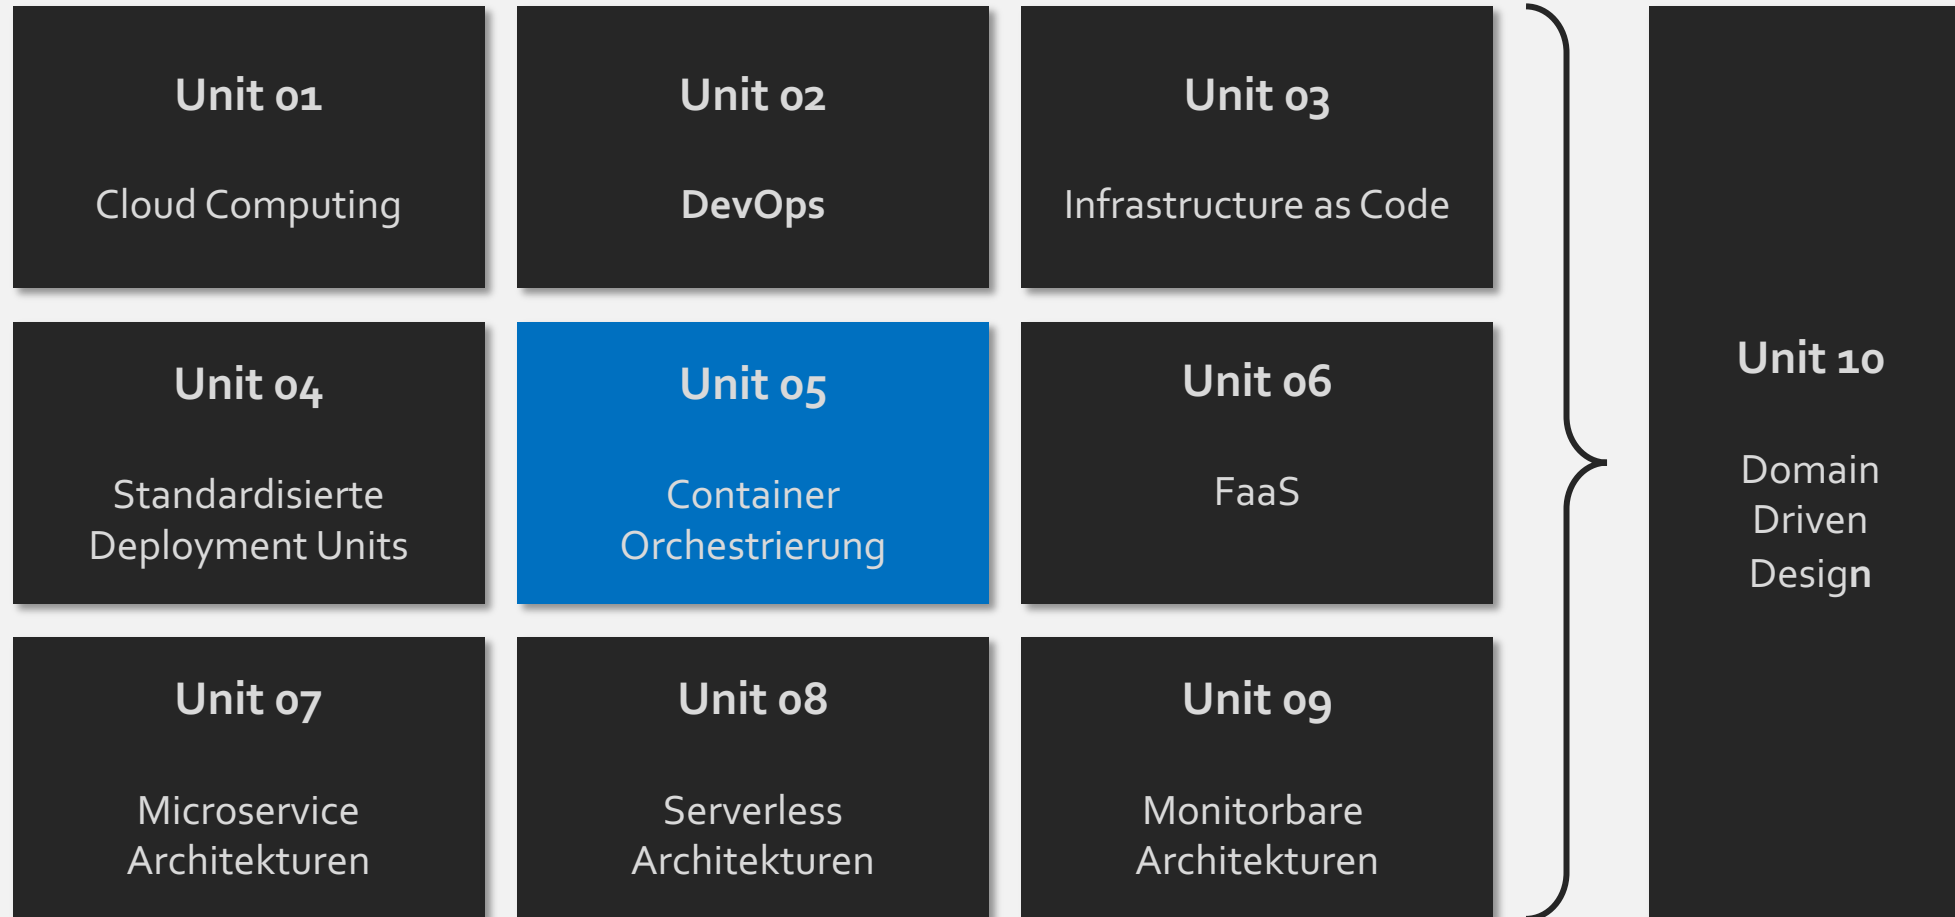 Unit 01
Cloud Computing
Unit 02
DevOps
Unit 03
Infrastructure as Code
Unit 04
Standardisierte
Deployment Units
Unit 05
Container
Orchestrierung
Unit 06
FaaS
Unit 07
Microservice
Architekturen
Unit 08
Serverless
Architekturen
Unit 09
Monitorbare
Architekturen
Unit 10
Domain
Driven
Design